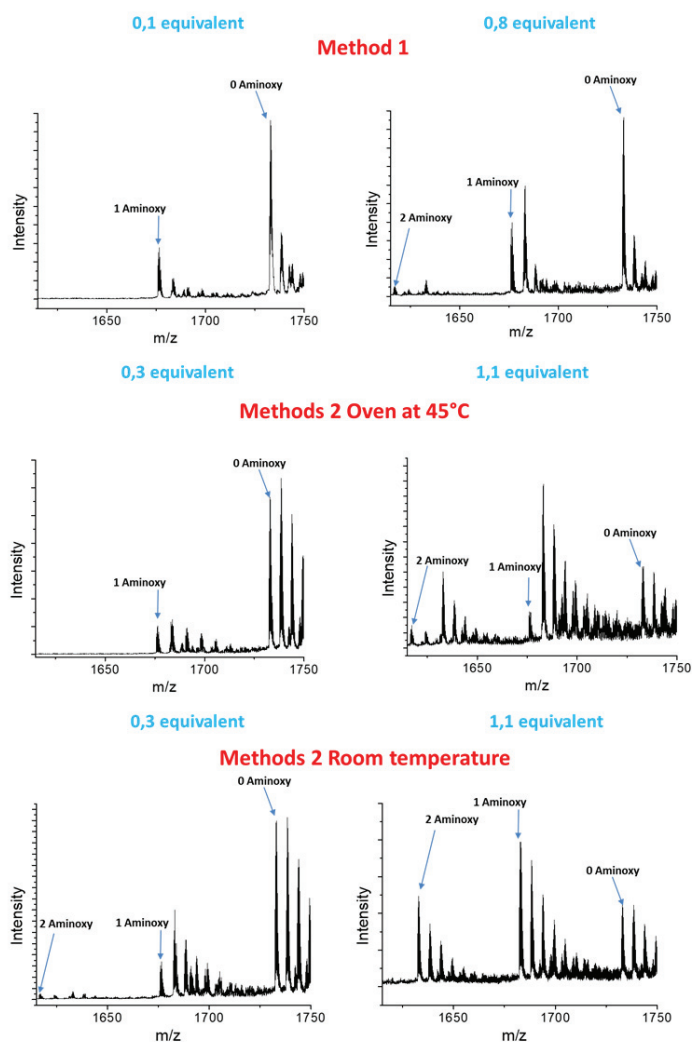 0,1 equivalent
0,8 equivalent
Method 1
0 Aminoxy
1 Aminoxy
Intensity
1650
1700
1750
m/z
0 Aminoxy
1 Aminoxy
2 Aminoxy
Intensity
1650
1700
1750
m/z
0,3 equivalent
1,1 equivalent
Methods 2 Oven at 45°C
0 Aminoxy
1 Aminoxy
Intensity
1650
1700
1750
m/z
0 Aminoxy
2 Aminoxy
1 Aminoxy
Intensity
1650
1700
1750
m/z
0,3 equivalent
1,1 equivalent
Methods 2 Room temperature
0 Aminoxy
2 Aminoxy
1 Aminoxy
Intensity
1650
1700
1750
m/z
1 Aminoxy
2 Aminoxy
0 Aminoxy
Intensity
1650
1700
1750
m/z